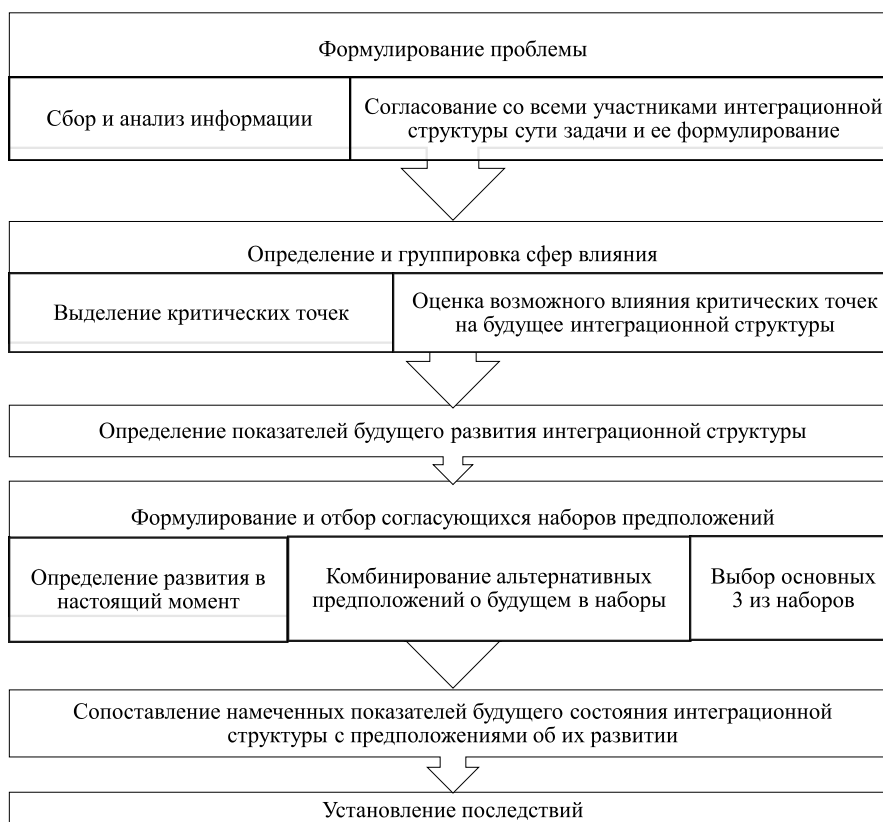 Формулирование проблемы
Сбор и анализ информации
Согласование со всеми участниками интеграционной
структуры сути задачи и ее формулирование
Определение и группировка сфер влияния
Выделение критических точек
Оценка возможного влияния критических точек
на будущее интеграционной структуры
Определение показателей будущего развития интеграционной структуры
Формулирование и отбор согласующихся наборов предположений
Определение развития в
настоящий момент
Комбинирование альтернативных
предположений о будущем в наборы
Выбор основных
3 из наборов
Сопоставление намеченных показателей будущего состояния интеграционной
структуры с предположениями об их развитии
Установление последствий